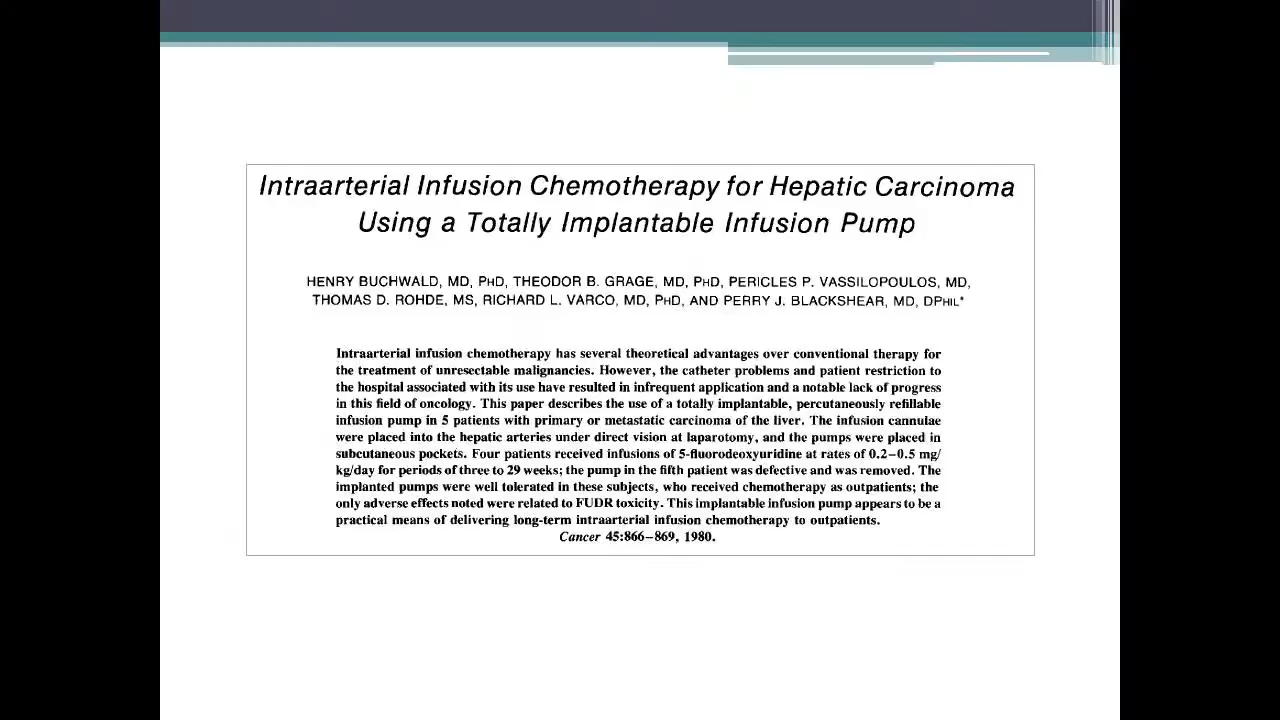 Intraarterial Infusion Chemotherapy for Hepatic Carcinoma
Using a Totally Implantable Infusion Pump
HENRY BUCHWALD, MD, PHD, THEODOR B. GRAGE, MD, PHD, PERICLES P. VASSILOPOULOS, MD,
THOMAS D. ROHDE, MS, RICHARD L. VARCO, MD, PHD, AND PERRY J. BLACKSHEAR, MD, DPHIL*
Intraarterial infusion chemotherapy has several theoretical advantages over conventional therapy for
the treatment of unresectable malignancies. However, the catheter problems and patient restriction to
the hospital associated with its use have resulted in infrequent application and a notable lack of progress
in this field of oncology. This paper describes the use of a totally implantable, percutaneously refillable
infusion pump in 5 patients with primary or metastatic carcinoma of the liver. The infusion cannulae
were placed into the hepatic arteries under direct vision at laparotomy, and the pumps were placed in
subcutaneous pockets. Four patients received infusions of 5-fluorodeoxyuridine at rates of 0.2–0.5 mg/
kg/day for periods of three to 29 weeks; the pump in the fifth patient was defective and was removed. The
implanted pumps were well tolerated in these subjects, who received chemotherapy as outpatients; the
only adverse effects noted were related to FUDR toxicity. This implantable infusion pump appears to be a
practical means of delivering long-term intraarterial infusion chemotherapy to outpatients.
Cancer 45:866–869, 1980.